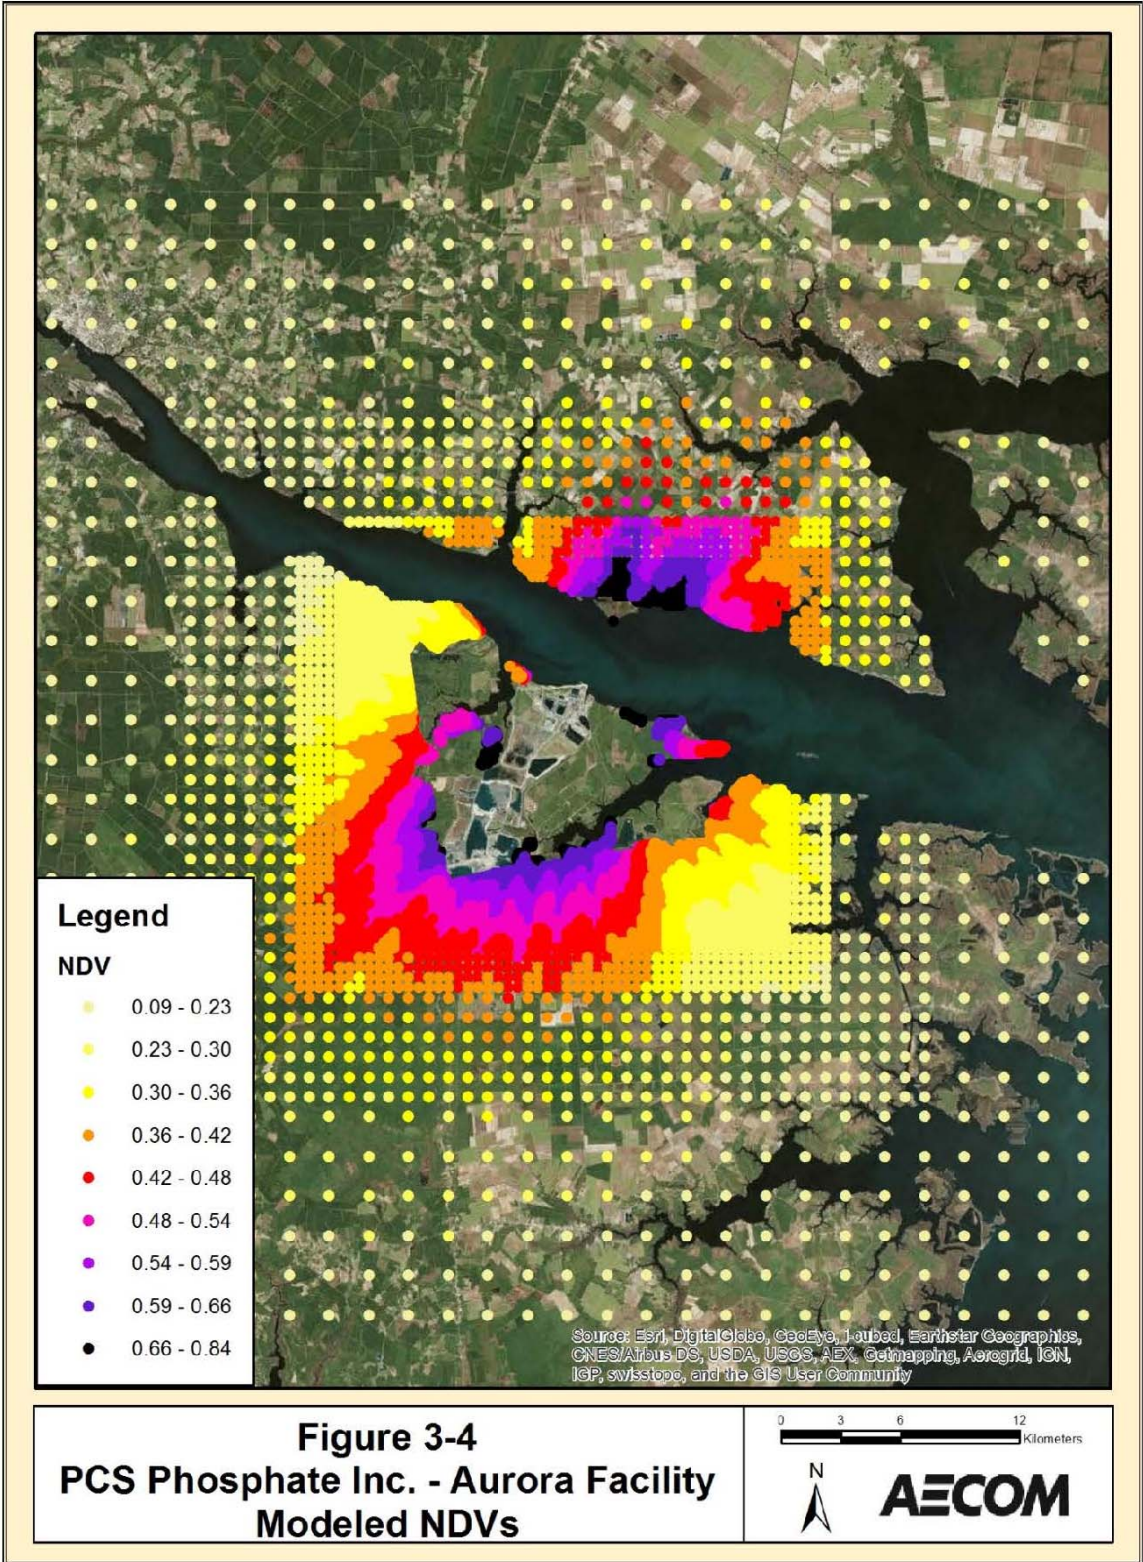 Legend
NDV
0.09 - 0.23
0.23 - 0.30
0.30 - 0.36
0.36 - 0.42
0.42 - 0.48
0.48 - 0.54
0.54 - 0.59
0.59 - 0.66
0.66 - 0.84
Source: Esri, DigitalGlobe, GeoEye, i-cubed, Earthstar Geographics,
CNES/Airbus DS, USDA, USGS, AEX, Getmapping, Aerogrid, IGN,
IGP, swisstopo, and the GIS User Community
Figure 3-4
PCS Phosphate Inc. - Aurora Facility
Modeled NDVs
0 3 6 12
Kilometers
N
AECOM